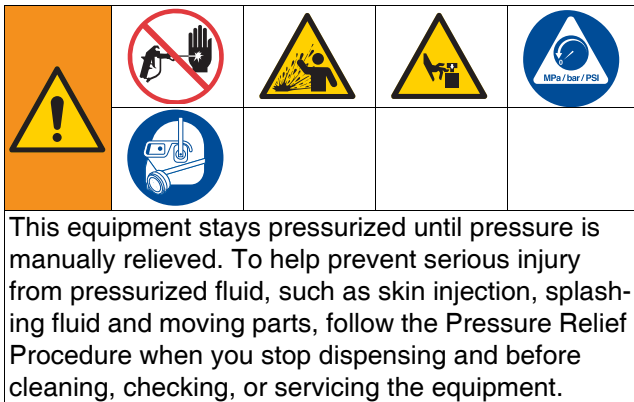 MPa/bar/PSI
This equipment stays pressurized until pressure is
manually relieved. To help prevent serious injury
from pressurized fluid, such as skin injection, splash-
ing fluid and moving parts, follow the Pressure Relief
Procedure when you stop dispensing and before
cleaning, checking, or servicing the equipment.